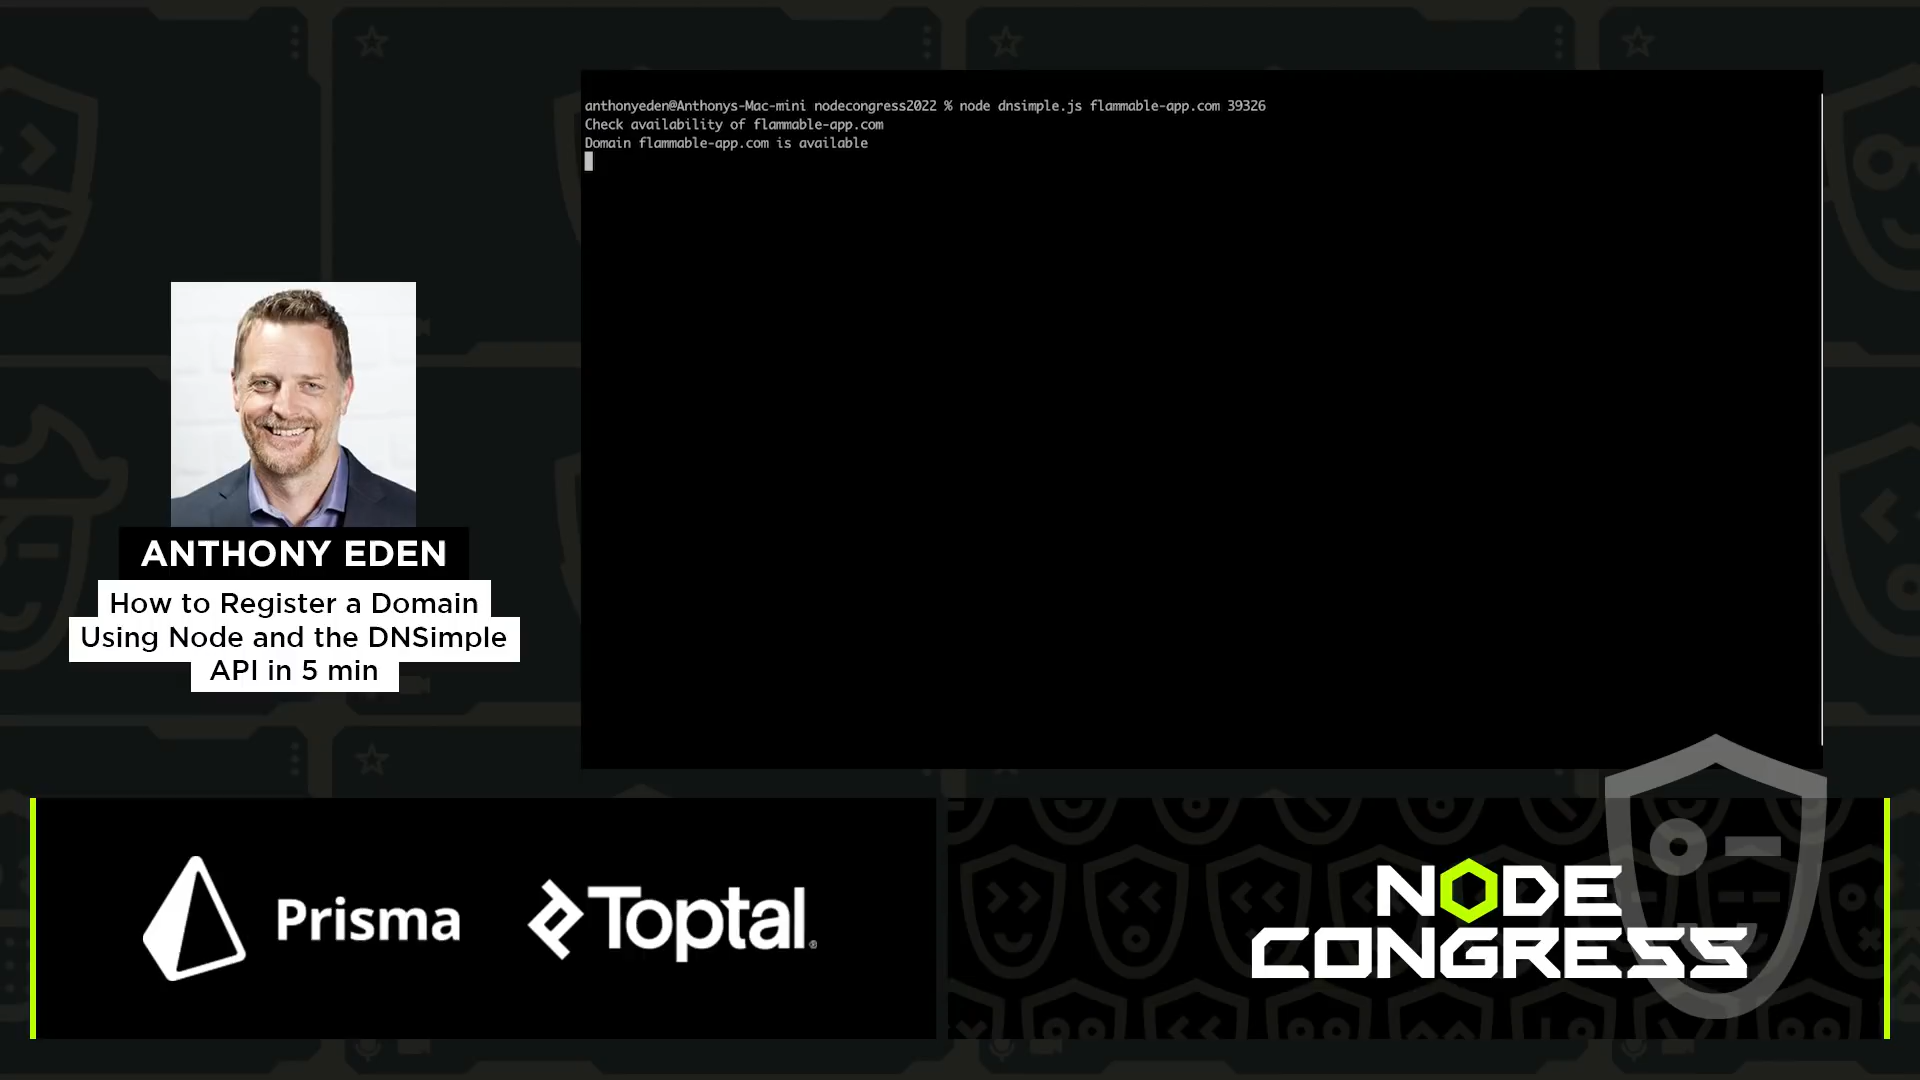 anthonyeden@Anthonys-Mac-mini nodecongress2022 % node dnsimple.js flammable-app.com 39326
Check availability of flammable-app.com
Domain flammable-app.com is available
ANTHONY EDEN
How to Register a Domain
Using Node and the DNSimple
API in 5 min
Prisma
Toptal®
NODE
CONGRESS